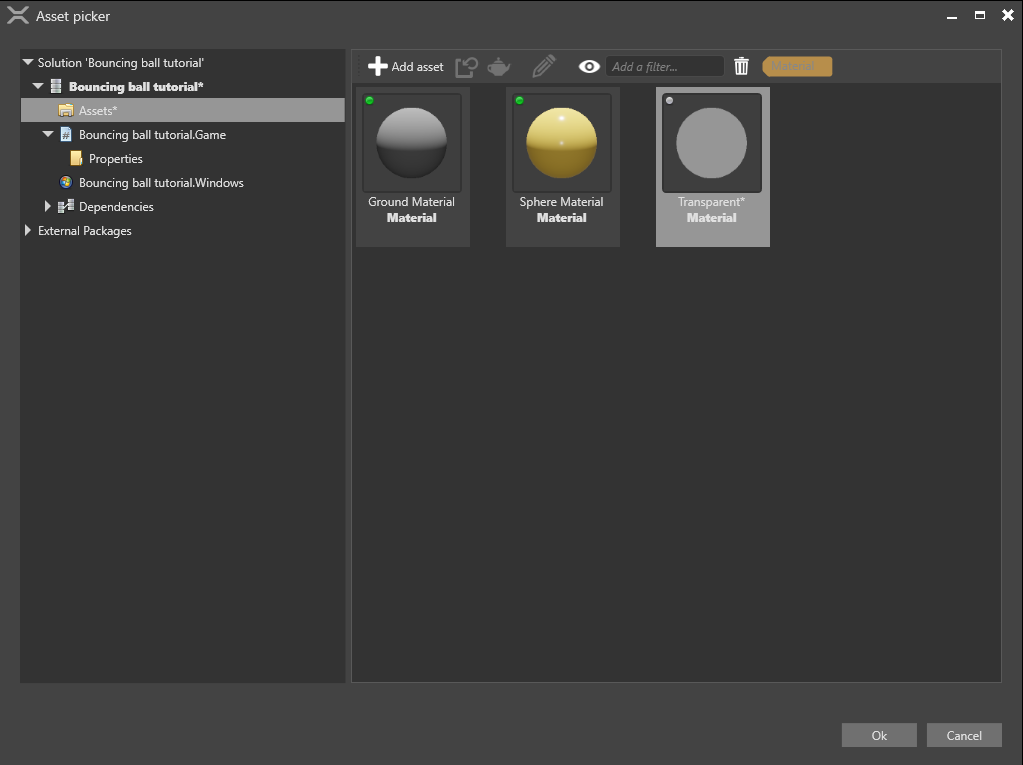 Asset picker
Solution 'Bouncing ball tutorial'
Bouncing ball tutorial*
Assets*
Bouncing ball tutorial.Game
Properties
Bouncing ball tutorial.Windows
Dependencies
External Packages
Add asset Add a filter... Material
Ground Material
Material
Sphere Material
Material
Transparent*
Material
Ok Cancel